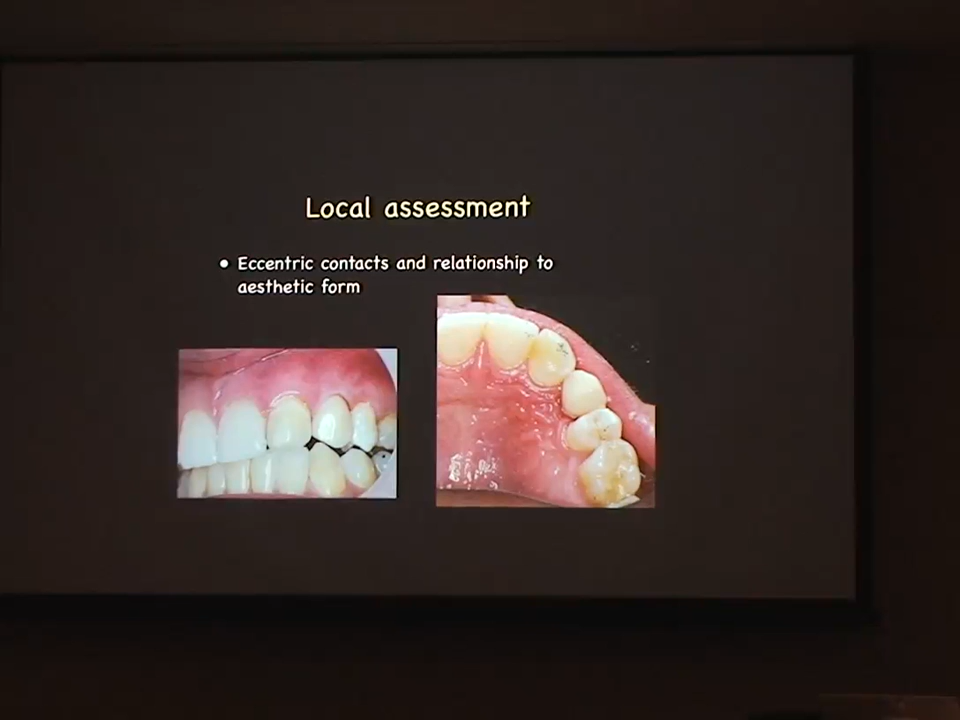 Local assessment
• Eccentric contacts and relationship to
aesthetic form